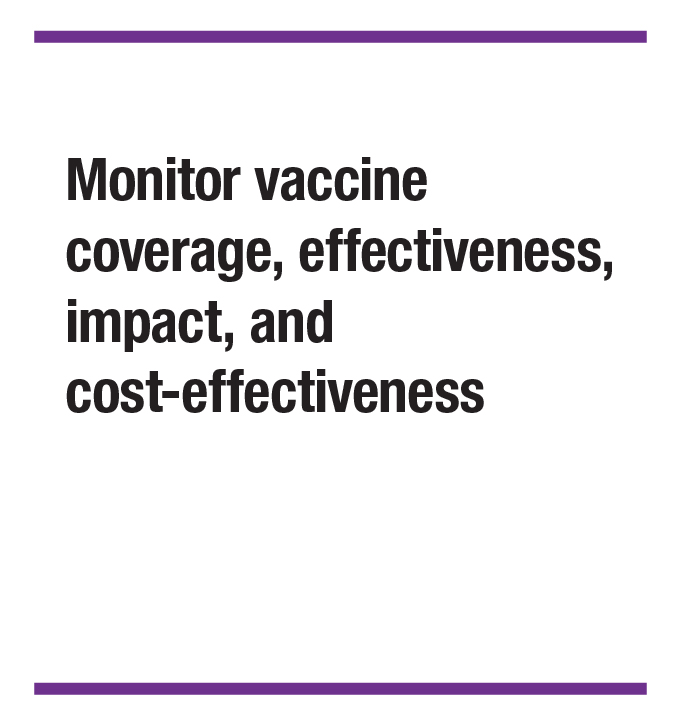 Monitor vaccine
coverage, effectiveness,
impact, and
cost-effectiveness